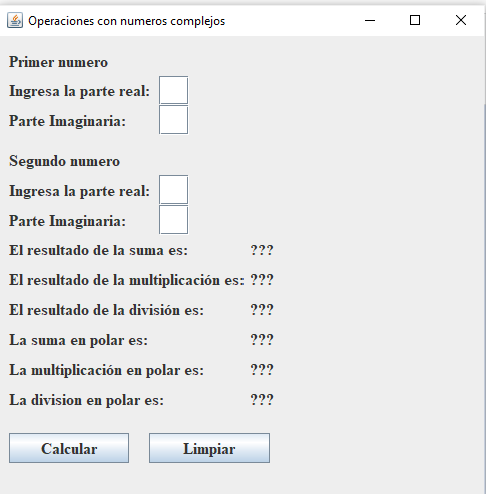 Operaciones con numeros complejos
Primer numero
Ingresa la parte real:
Parte Imaginaria:
Segundo numero
Ingresa la parte real:
Parte Imaginaria:
El resultado de la suma es: ???
El resultado de la multiplicación es: ???
El resultado de la división es: ???
La suma en polar es: ???
La multiplicación en polar es: ???
La division en polar es: ???
Calcular Limpiar